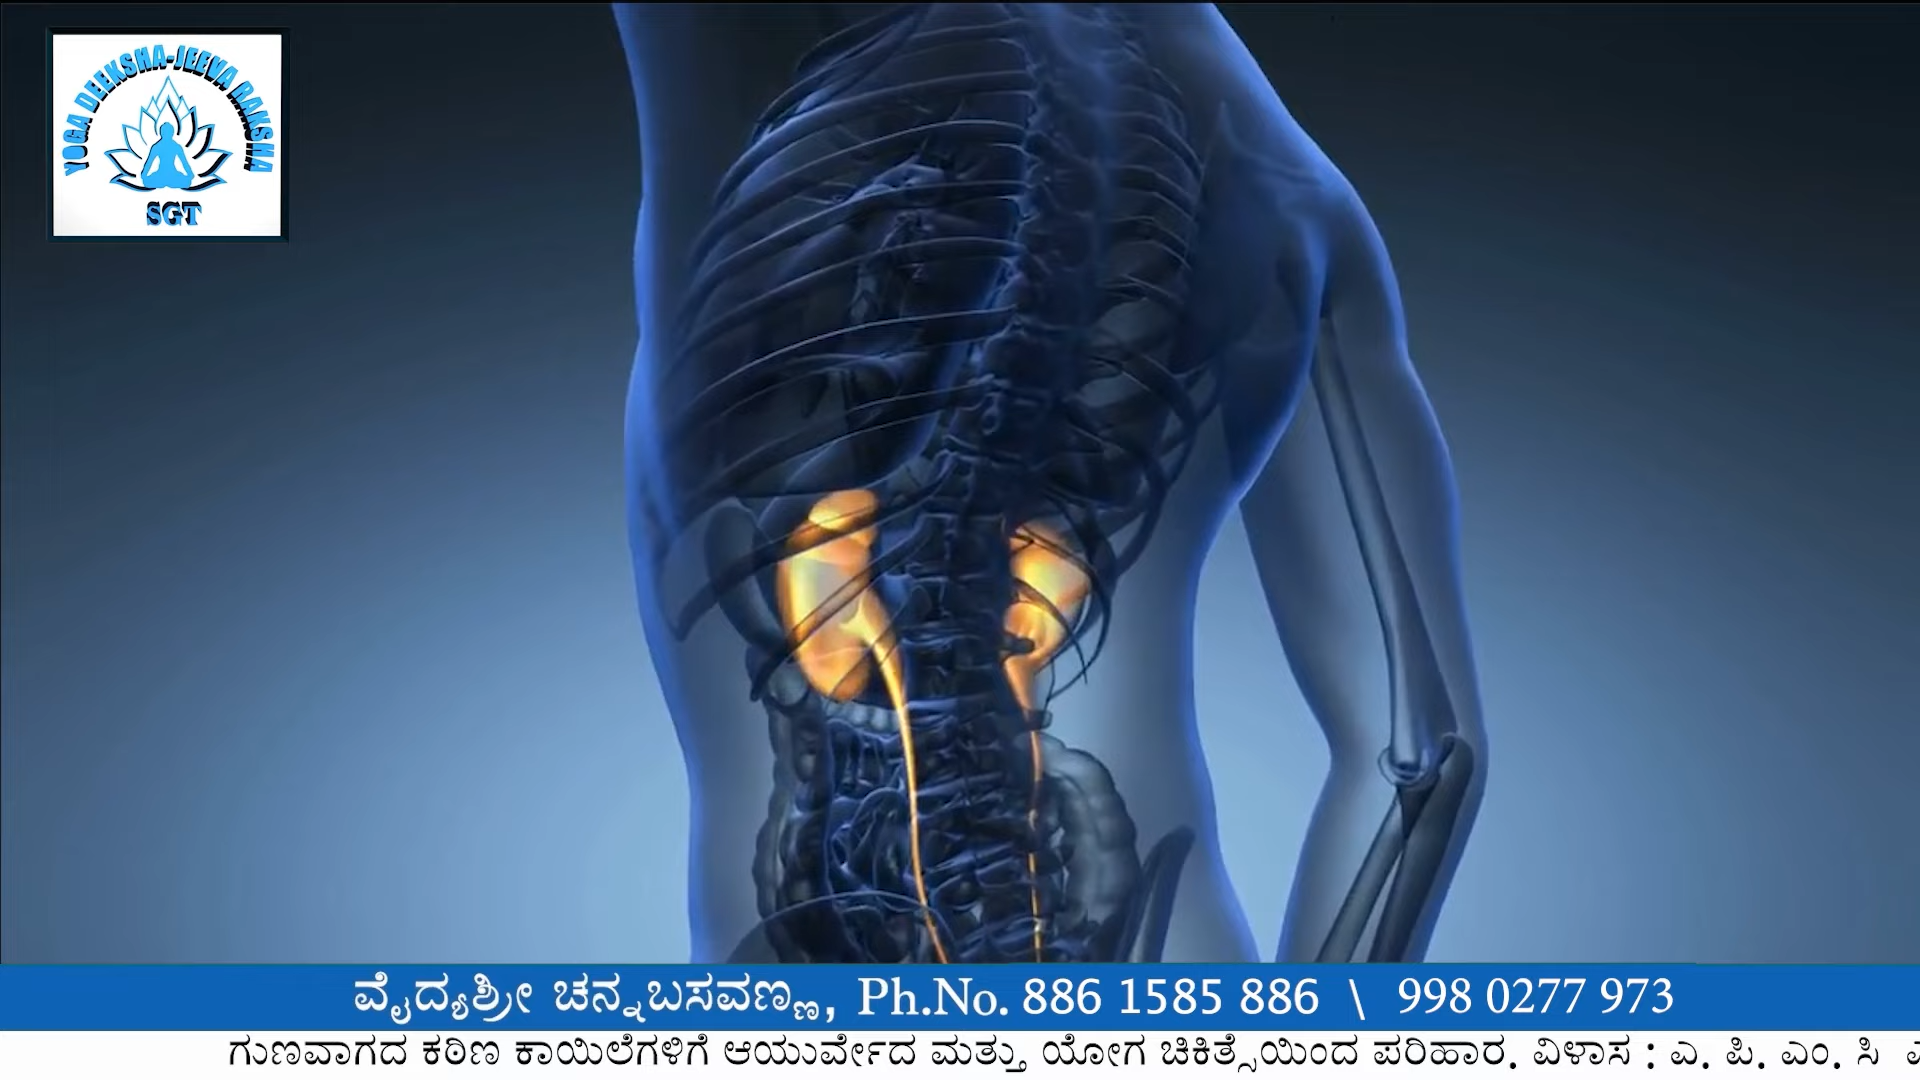 YOGA DEEKSHA-JEEVA RAKSHA
SGT
ವೈದ್ಯಶ್ರೀ ಚನ್ನಬಸವಣ್ಣ, Ph.No. 886 1585 886 \ 998 0277 973
ಗುಣವಾಗದ ಕಠಿಣ ಕಾಯಿಲೆಗಳಿಗೆ ಆಯುರ್ವೇದ ಮತ್ತು ಯೋಗ ಚಿಕಿತ್ಸೆಯಿಂದ ಪರಿಹಾರ. ವಿಳಾಸ : ಎ. ಪಿ. ಎಂ. ಸಿ